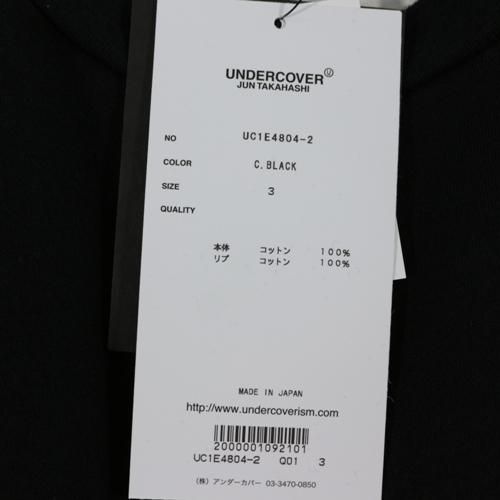 UNDERCOVER U
JUN TAKAHASHI
NO UC1E4804-2
COLOR C.BLACK
SIZE 3
QUALITY
本体 コットン 100%
リブ コットン 100%
MADE IN JAPAN
http://www.undercoverism.com
2000001092101
UC1E4804-2 Q01 3
(株) アンダーカバー 03-3470-0850